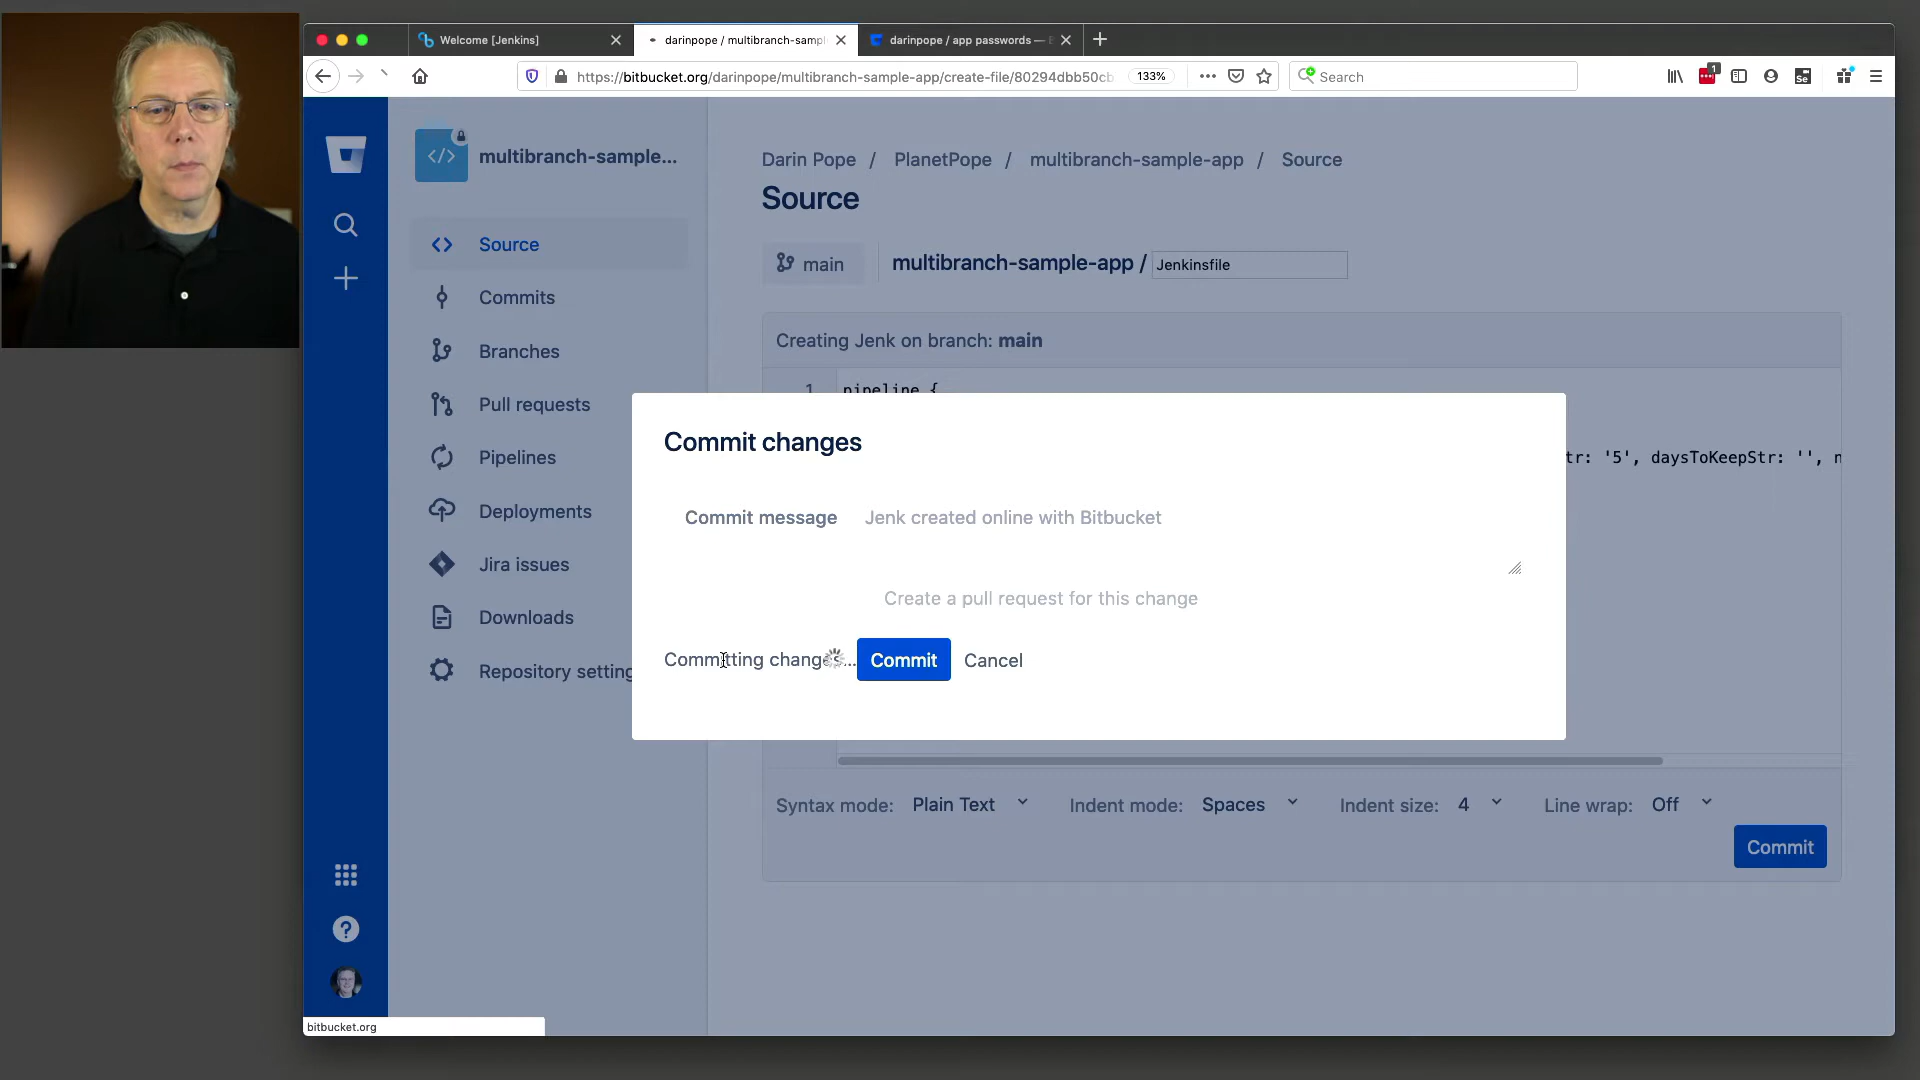 Welcome [Jenkins]
darinpope / multibranch-sampl
darinpope / app passwords —
https://bitbucket.org/darinpope/multibranch-sample-app/create-file/80294dbb50cb
133%
Search
1
multibranch-sample...
Darin Pope / PlanetPope / multibranch-sample-app / Source
Source
Source
Commits
Branches
Pull requests
Pipelines
Deployments
Jira issues
Downloads
Repository setting
main
multibranch-sample-app / Jenkinsfile
Creating Jenk on branch: main
1 pipeline {
tr: '5', daysToKeepStr: '', n
Commit changes
Commit message
Jenk created online with Bitbucket
Create a pull request for this change
Committing changes...
Commit
Cancel
Syntax mode: Plain Text
Indent mode: Spaces
Indent size: 4
Line wrap: Off
Commit
bitbucket.org